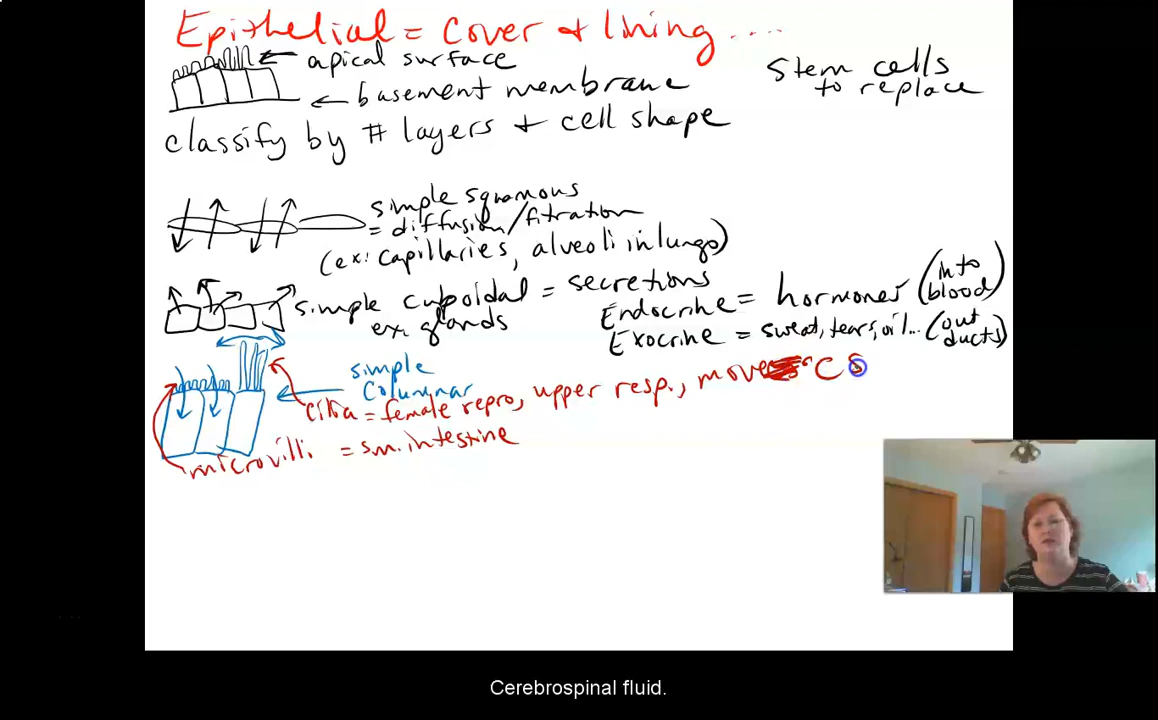 Epithelial = cover + lining ....
apical surface
basement membrane
stem cells
to replace
classify by # layers + cell shape
simple squamous
= diffusion/fitration
(ex: capillaries, alveoli in lungs)
simple cuboidal = secretions
ex: glands
Endocrine = hormones (into blood)
Exocrine = sweat, tears, oil... (out ducts)
simple
Columnar
cilia = female repro, upper resp., move CS
microvilli = sm. intestine
Cerebrospinal fluid.